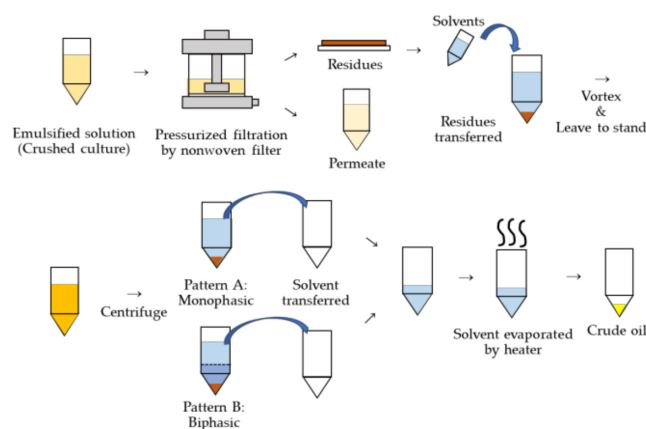 Solvents
Residues
Emulsified solution
(Crushed culture)
Pressurized filtration
by nonwoven filter
Permeate
Residues
transferred
Vortex
&
Leave to stand
Centrifuge
Pattern A:
Monophasic
Solvent
transferred
Pattern B:
Biphasic
Solvent evaporated
by heater
Crude oil